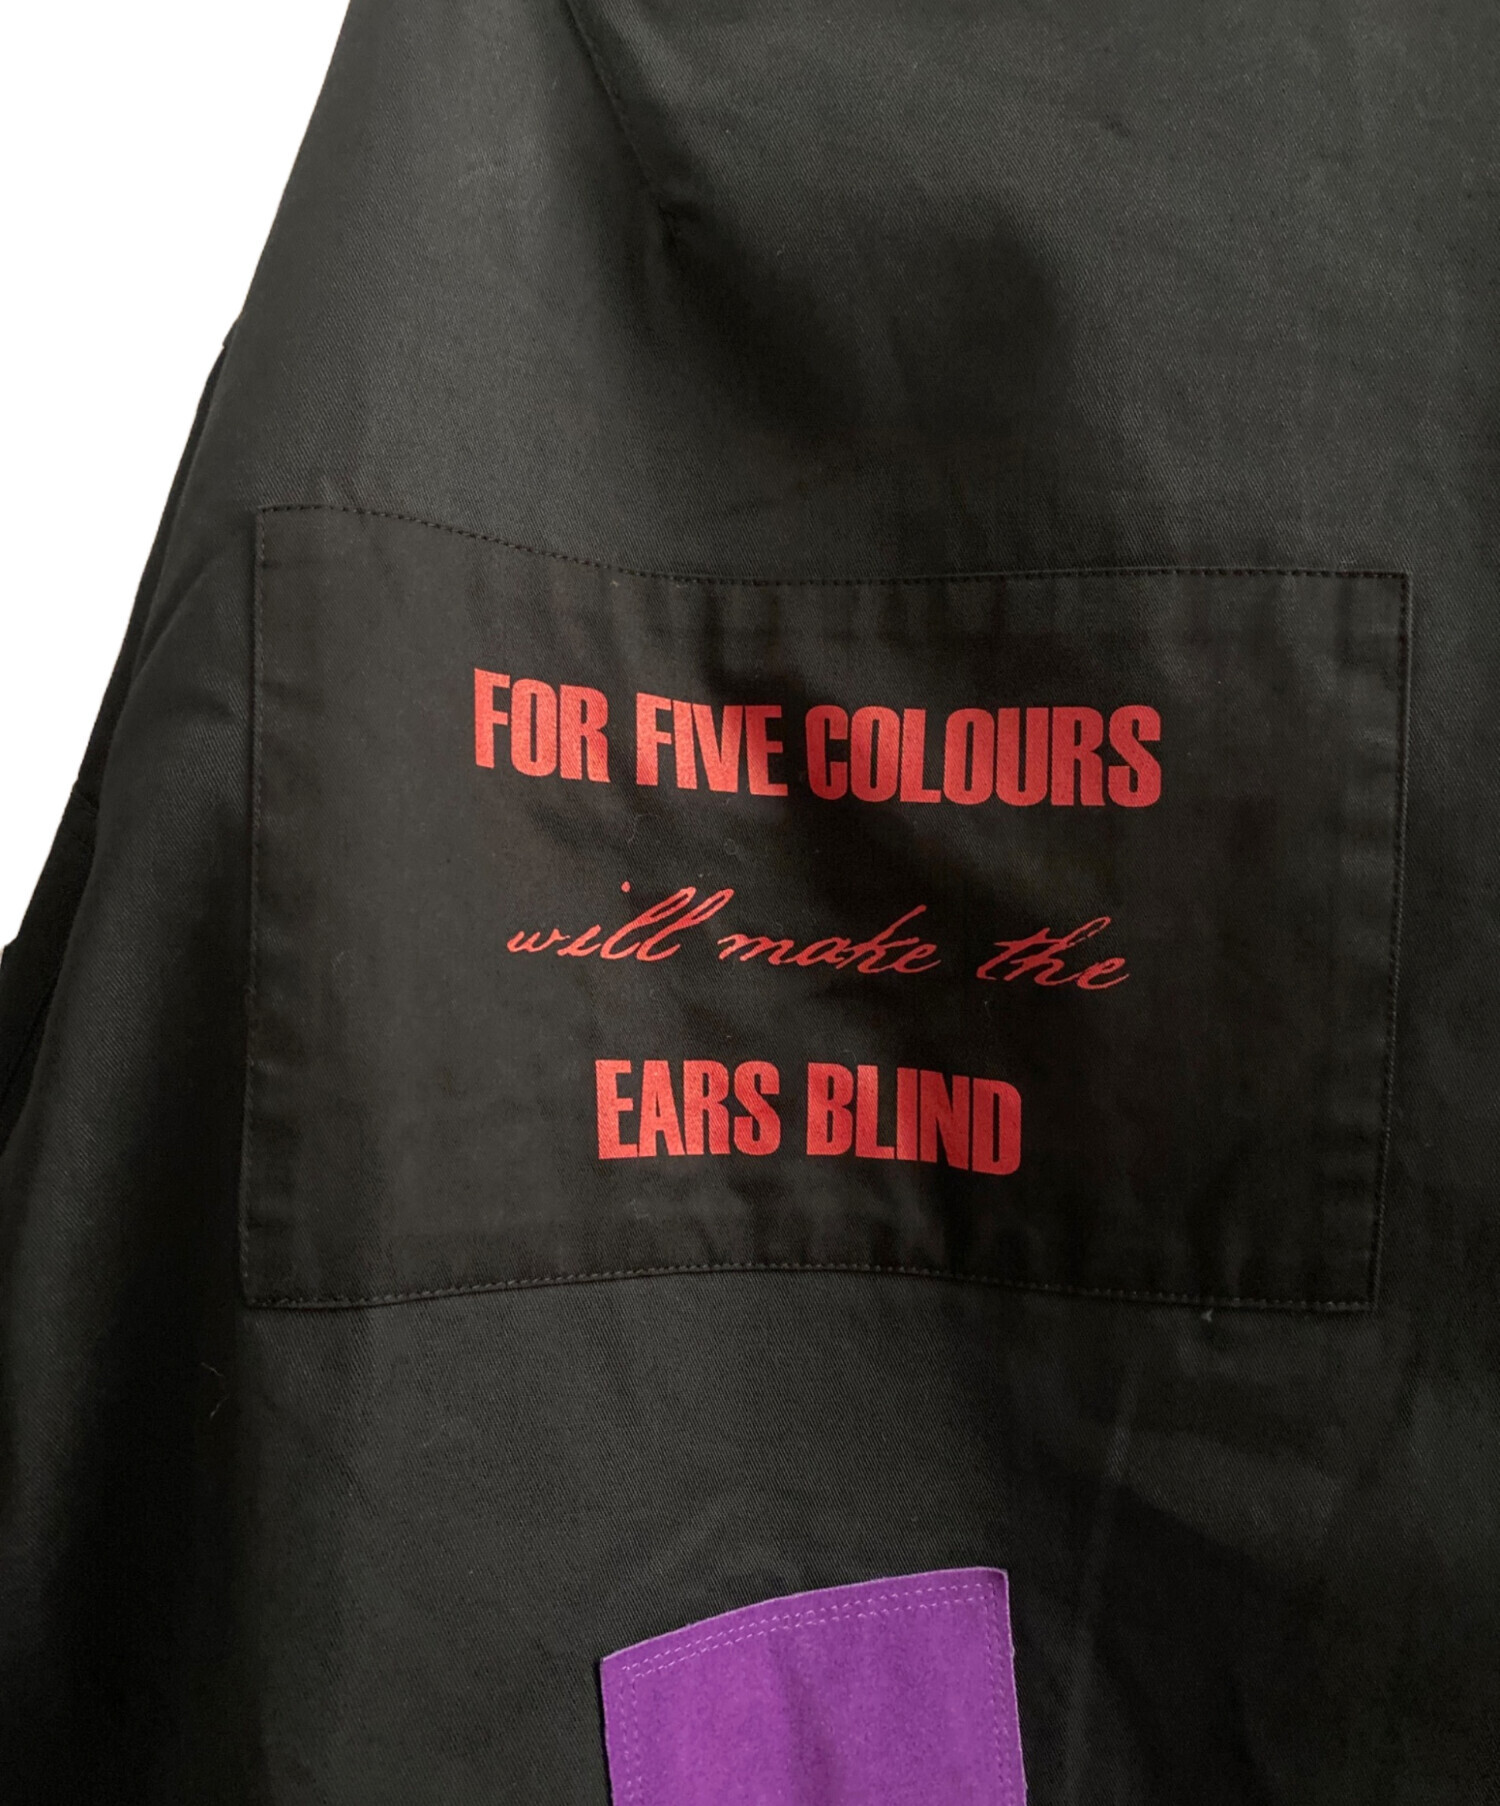 FOR FIVE COLOURS
will make the
EARS BLIND